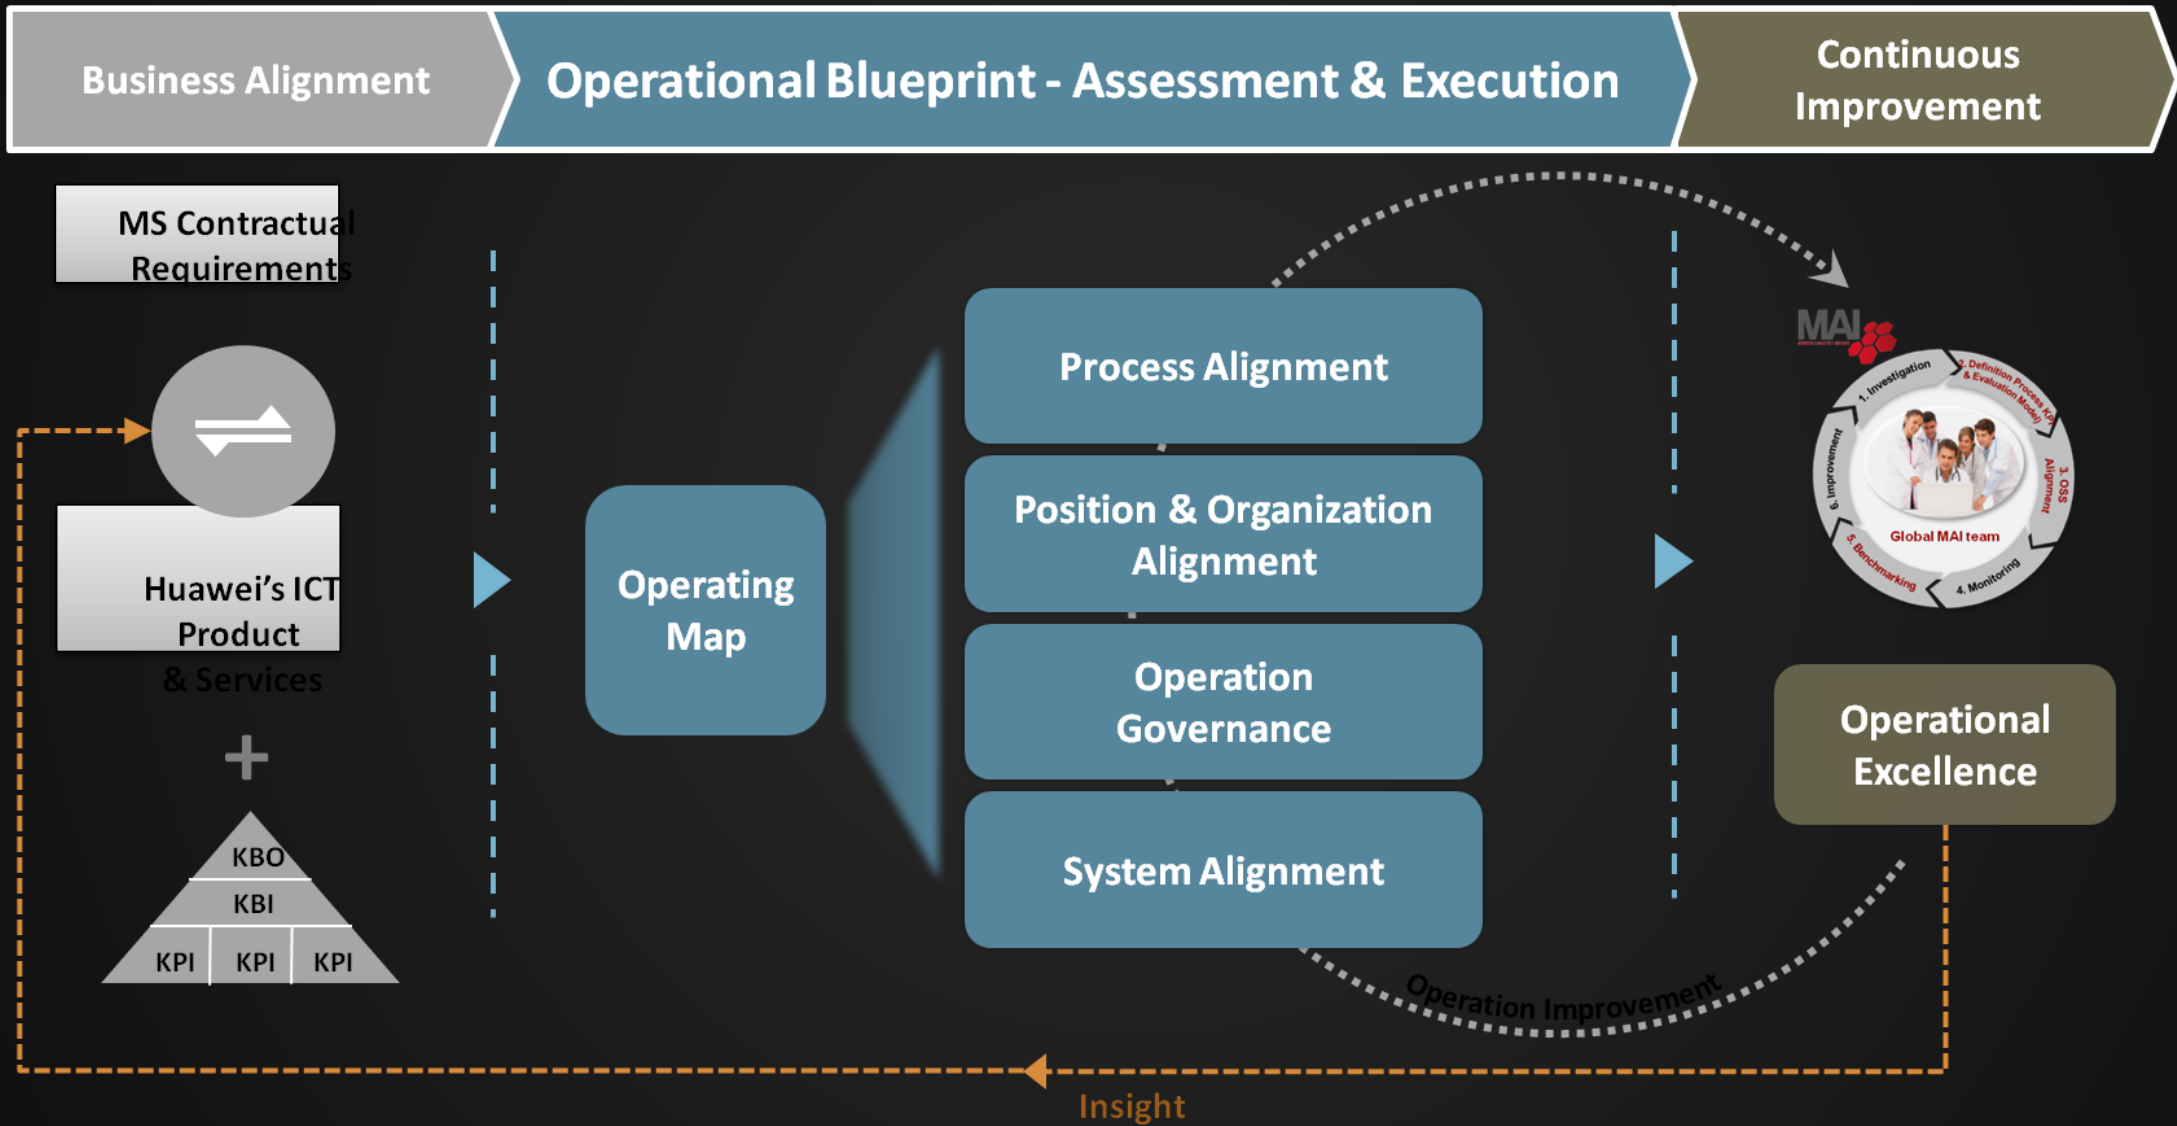 Business Alignment
Operational Blueprint - Assessment & Execution
Continuous
Improvement
MS Contractual
Requirements
Huawei's ICT
Product
& Services
+
KBO
KBI
KPI KPI KPI
Operating
Map
Process Alignment
Position & Organization
Alignment
Operation
Governance
System Alignment
MAI
1. Investigation
2. Definition Process KPI
& Evaluation Model)
3. OSS
Alignment
4. Monitoring
5. Benchmarking
6. Improvement
Global MAI team
Operational
Excellence
Operation Improvement
Insight